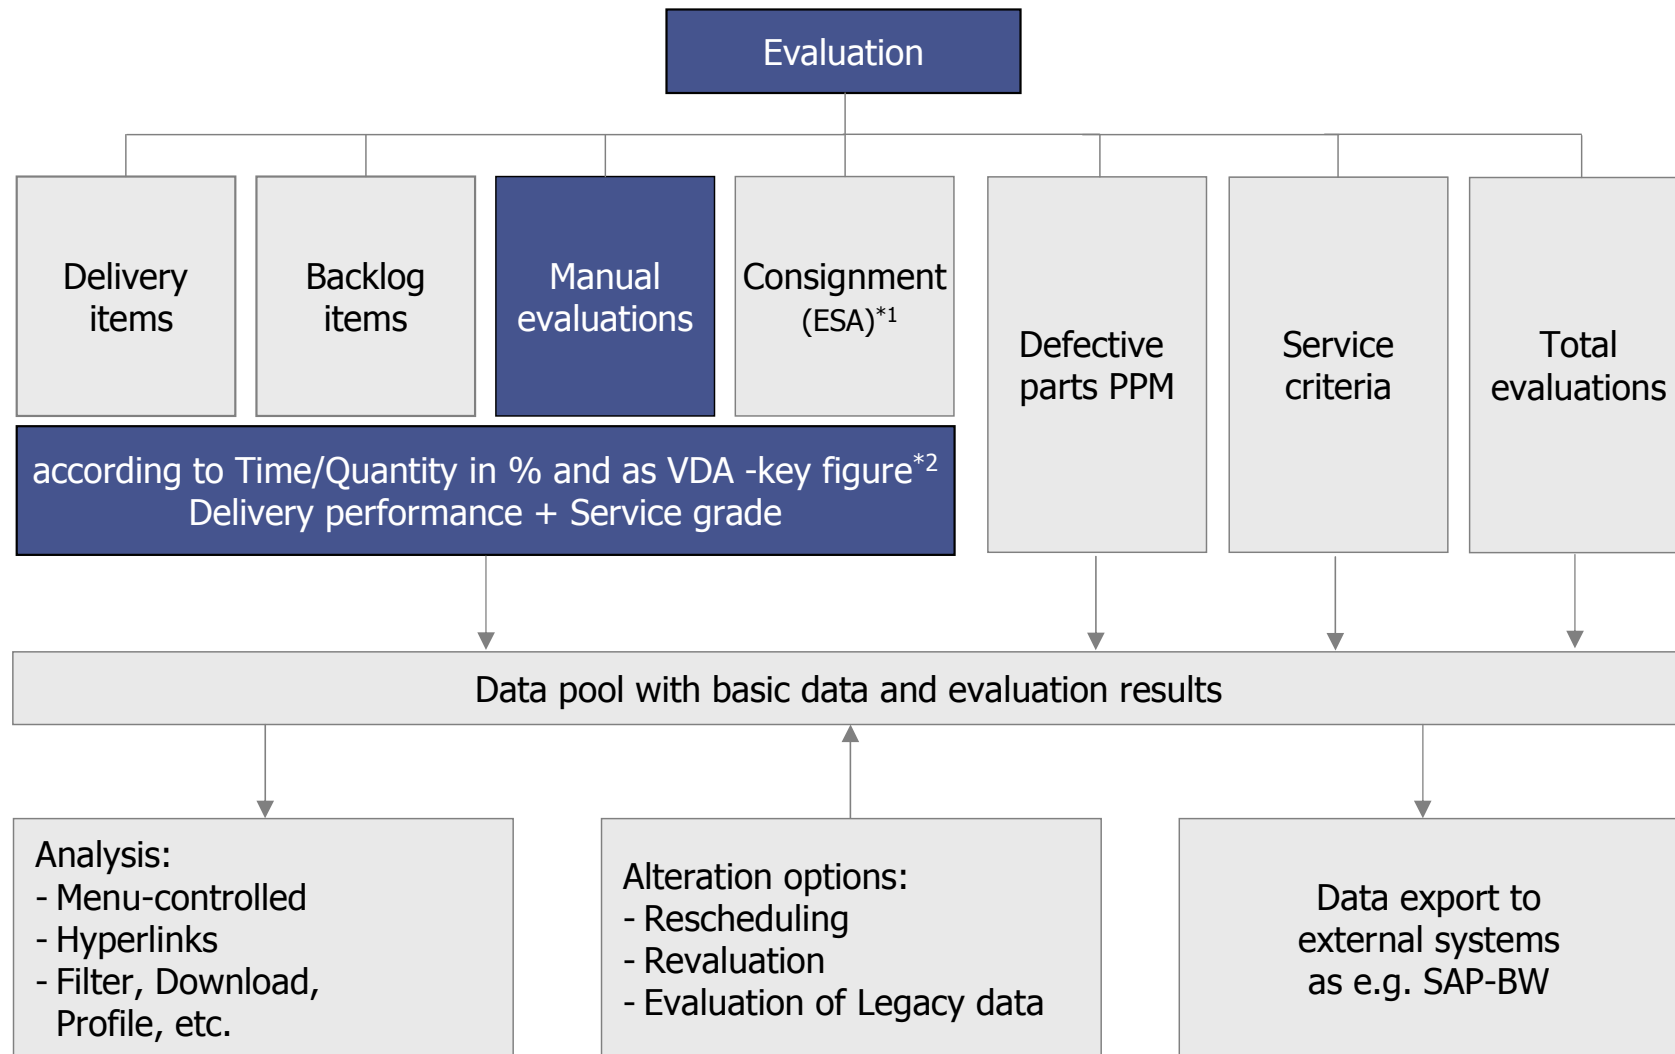 Evaluation
Delivery
items
Backlog
items
Manual
evaluations
Consignment
(ESA)*1
Defective
parts PPM
Service
criteria
Total
evaluations
according to Time/Quantity in % and as VDA -key figure*2
Delivery performance + Service grade
Data pool with basic data and evaluation results
Analysis:
- Menu-controlled
- Hyperlinks
- Filter, Download,
Profile, etc.
Alteration options:
- Rescheduling
- Revaluation
- Evaluation of Legacy data
Data export to
external systems
as e.g. SAP-BW